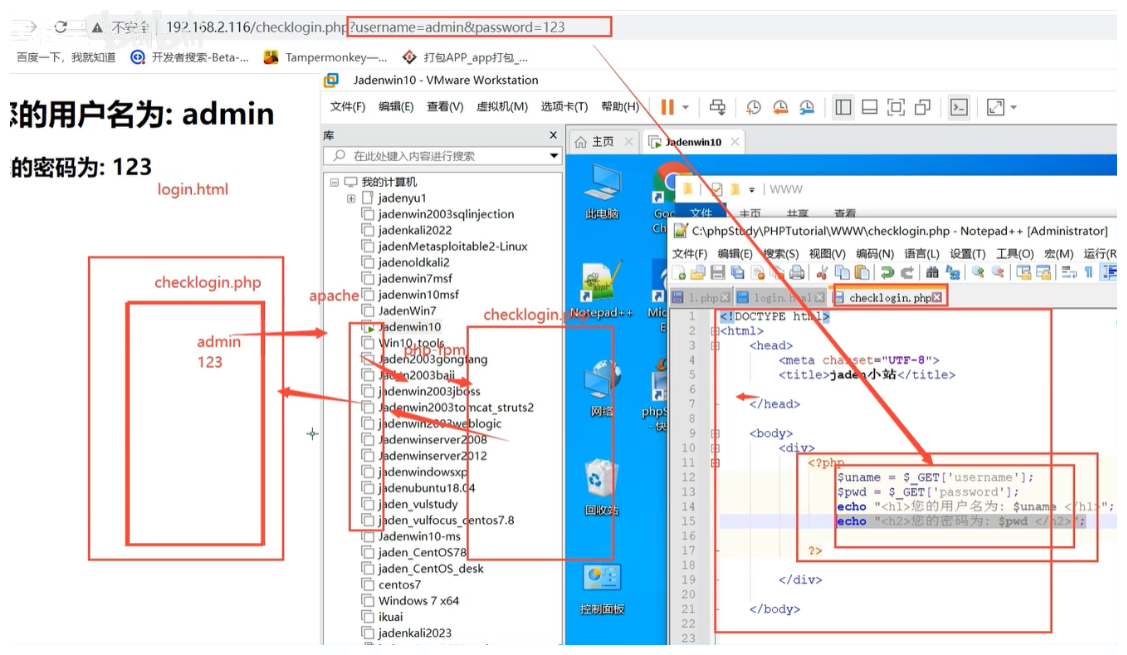 不安全 192.168.2.116/checklogin.php?username=admin&password=123
百度一下，我就知道 开发者搜索-Beta-... Tampermonkey—... 打包APP_app打包_...
您的用户名为: admin
的密码为: 123
login.html
checklogin.php
admin
123
apache
php-fpm
checklogin.php
Jadenwin10 - VMware Workstation
文件(F) 编辑(E) 查看(V) 虚拟机(M) 选项卡(T) 帮助(H)
库
在此处键入内容进行搜索
我的计算机
jadenyu1
jadenwin2003sqlinjection
jadenkali2022
jadenMetasploitable2-Linux
jadenoldkali2
jadenwin7msf
jadenwin10msf
JadenWin7
Jadenwin10
Win10-tools
Jaden2003gongfang
Jaden2003baji
jadenwin2003jboss
Jadenwin2003tomcat_struts2
jadenwin2003weblogic
Jadenwinserver2008
Jadenwinserver2012
jadenwindowsxp
jadenubuntu18.04
jaden_vulstudy
jaden_vulfocus_centos7.8
Jadenwin10-ms
jaden_CentOS78
jaden_CentOS_desk
centos7
Windows 7 x64
ikuai
jadenkali2023
主页 Jadenwin10
此电脑
Notepad++
网络
回收站
控制面板
WWW
文件 主页 共享 查看
C:\phpStudy\PHPTutorial\WWW\checklogin.php - Notepad++ [Administrator]
文件(F) 编辑(E) 搜索(S) 视图(V) 编码(N) 语言(L) 设置(T) 工具(O) 宏(M) 运行(R
1.php login.html checklogin.php
1 <!DOCTYPE html>
2 <html>
3 <head>
4 <meta charset="UTF-8">
5 <title>jaden小站</title>
6
7 </head>
8
9 <body>
10 <div>
11 <?php
12 $uname = $_GET['username'];
13 $pwd = $_GET['password'];
14 echo "<h1>您的用户名为: $uname </h1>";
15 echo "<h2>您的密码为: $pwd </h2>";
16
17 ?>
18
19 </div>
20
21 </body>
22
23